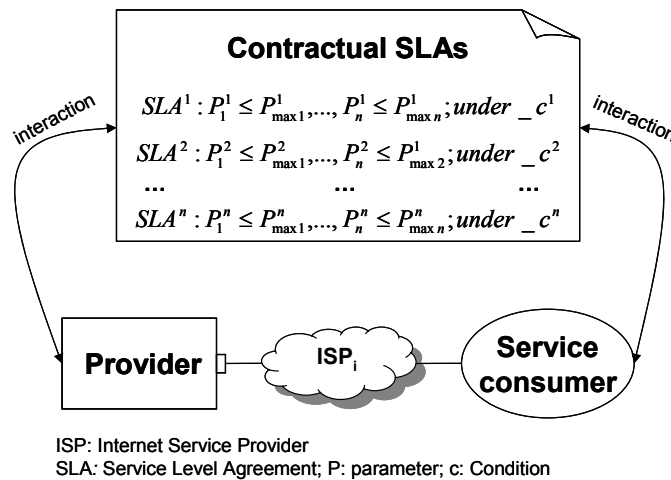 Contractual SLAs
interaction
interaction
SLA¹ : P₁¹ ≤ P¹ₘₐₓ ₁,..., Pₙ¹ ≤ P¹ₘₐₓ ₙ; under _ c¹
SLA² : P₁² ≤ P²ₘₐₓ ₁,..., Pₙ² ≤ P¹ₘₐₓ ₂; under _ c²
... ... ...
SLAⁿ : P₁ⁿ ≤ Pⁿₘₐₓ ₁,..., Pₙⁿ ≤ Pⁿₘₐₓ ₙ; under _ cⁿ
Provider
ISPᵢ
Service
consumer
ISP: Internet Service Provider
SLA: Service Level Agreement; P: parameter; c: Condition